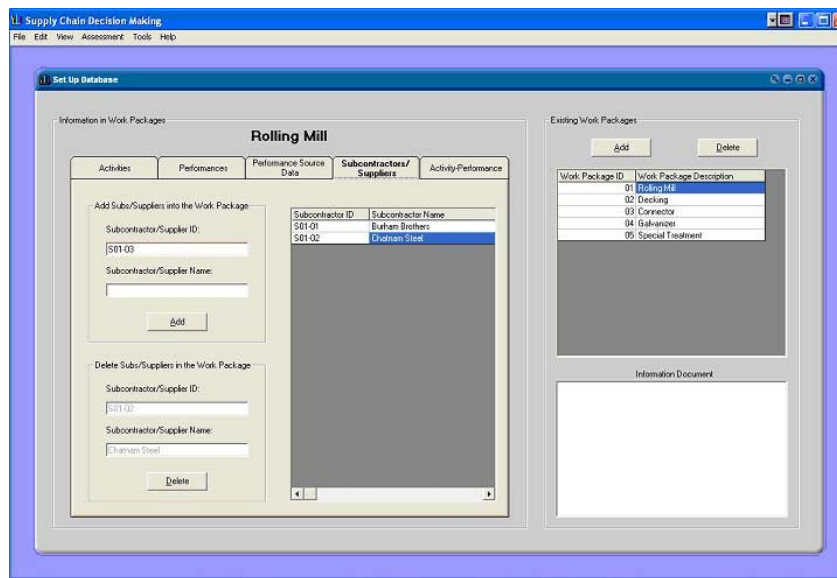 Supply Chain Decision Making
File Edit View Assessment Tools Help
Set Up Database
Information in Work Packages
Rolling Mill
Activities
Performances
Performance Source Data
Subcontractors/ Suppliers
Activity-Performance
Add Subs/Suppliers into the Work Package
Subcontractor/Supplier ID:
S01-03
Subcontractor/Supplier Name:
Add
Delete Subs/Suppliers in the Work Package
Subcontractor/Supplier ID:
S01-02
Subcontractor/Supplier Name:
Chatnam Steel
Delete
Subcontractor ID Subcontractor Name
S01-01 Burham Brothers
S01-02 Chatnam Steel
Existing Work Packages
Add Delete
Work Package ID Work Package Description
01 Rolling Mill
02 Decking
03 Connector
04 Galvanizer
05 Special Treatment
Information Document